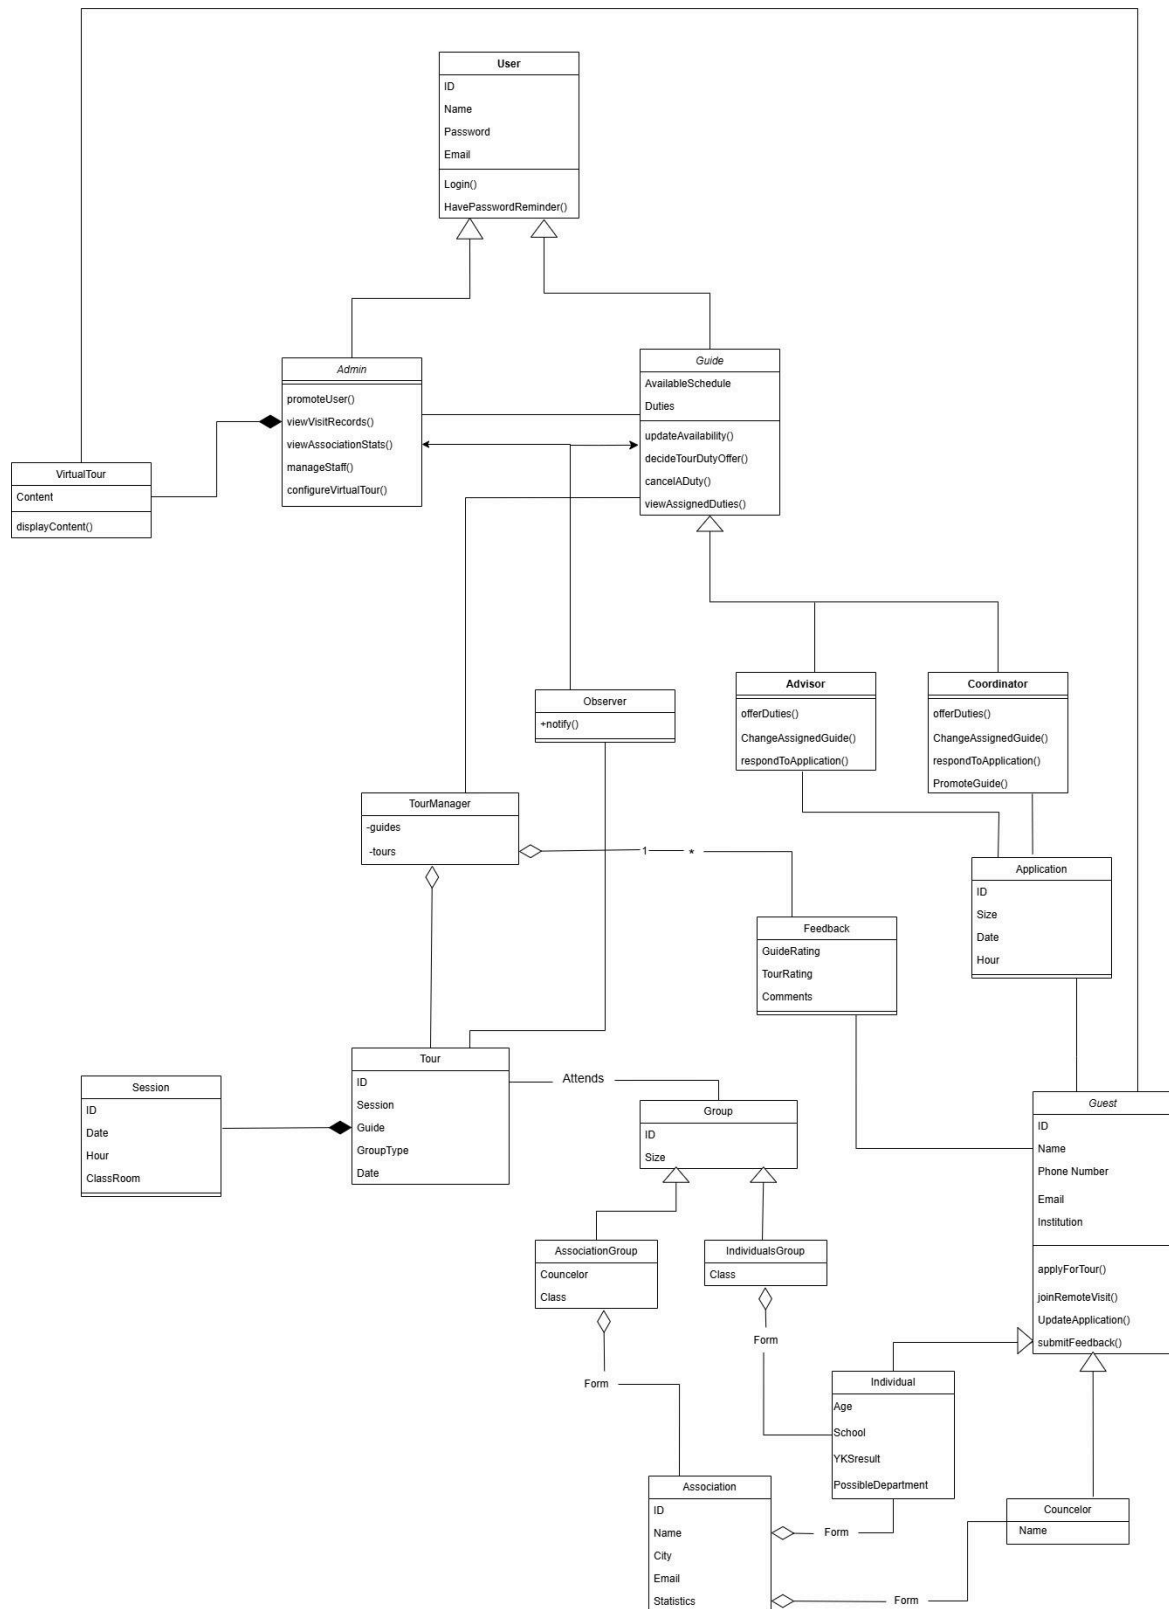 User
ID
Name
Password
Email
Login()
HavePasswordReminder()
Admin
promoteUser()
viewVisitRecords()
viewAssociationStats()
manageStaff()
configureVirtualTour()
Guide
AvailableSchedule
Duties
updateAvailability()
decideTourDutyOffer()
cancelADuty()
viewAssignedDuties()
VirtualTour
Content
displayContent()
Observer
+notify()
Advisor
offerDuties()
ChangeAssignedGuide()
respondToApplication()
Coordinator
offerDuties()
ChangeAssignedGuide()
respondToApplication()
PromoteGuide()
TourManager
-guides
-tours
1
*
Application
ID
Size
Date
Hour
Feedback
GuideRating
TourRating
Comments
Tour
ID
Session
Guide
GroupType
Date
Attends
Session
ID
Date
Hour
ClassRoom
Group
ID
Size
Guest
ID
Name
Phone Number
Email
Institution
applyForTour()
joinRemoteVisit()
UpdateApplication()
submitFeedback()
AssociationGroup
Councelor
Class
IndividualsGroup
Class
Form
Form
Individual
Age
School
YKSresult
PossibleDepartment
Association
ID
Name
City
Email
Statistics
Form
Form
Councelor
Name